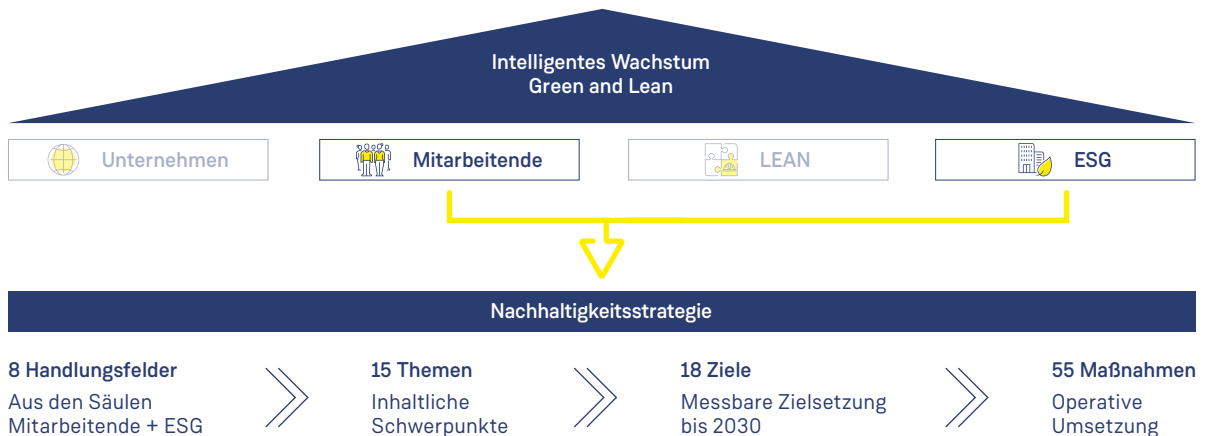 Intelligentes Wachstum
Green and Lean
Unternehmen
Mitarbeitende
LEAN
ESG
Nachhaltigkeitsstrategie
8 Handlungsfelder
Aus den Säulen
Mitarbeitende + ESG
15 Themen
Inhaltliche
Schwerpunkte
18 Ziele
Messbare Zielsetzung
bis 2030
55 Maßnahmen
Operative
Umsetzung